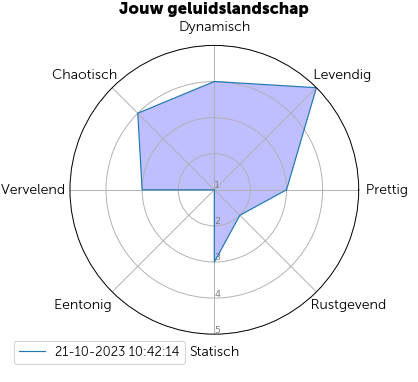 Jouw geluidslandschap
Dynamisch
Chaotisch
Levendig
Vervelend
1
Prettig
2
3
4
Eentonig
Rustgevend
5
21-10-2023 10:42:14
Statisch